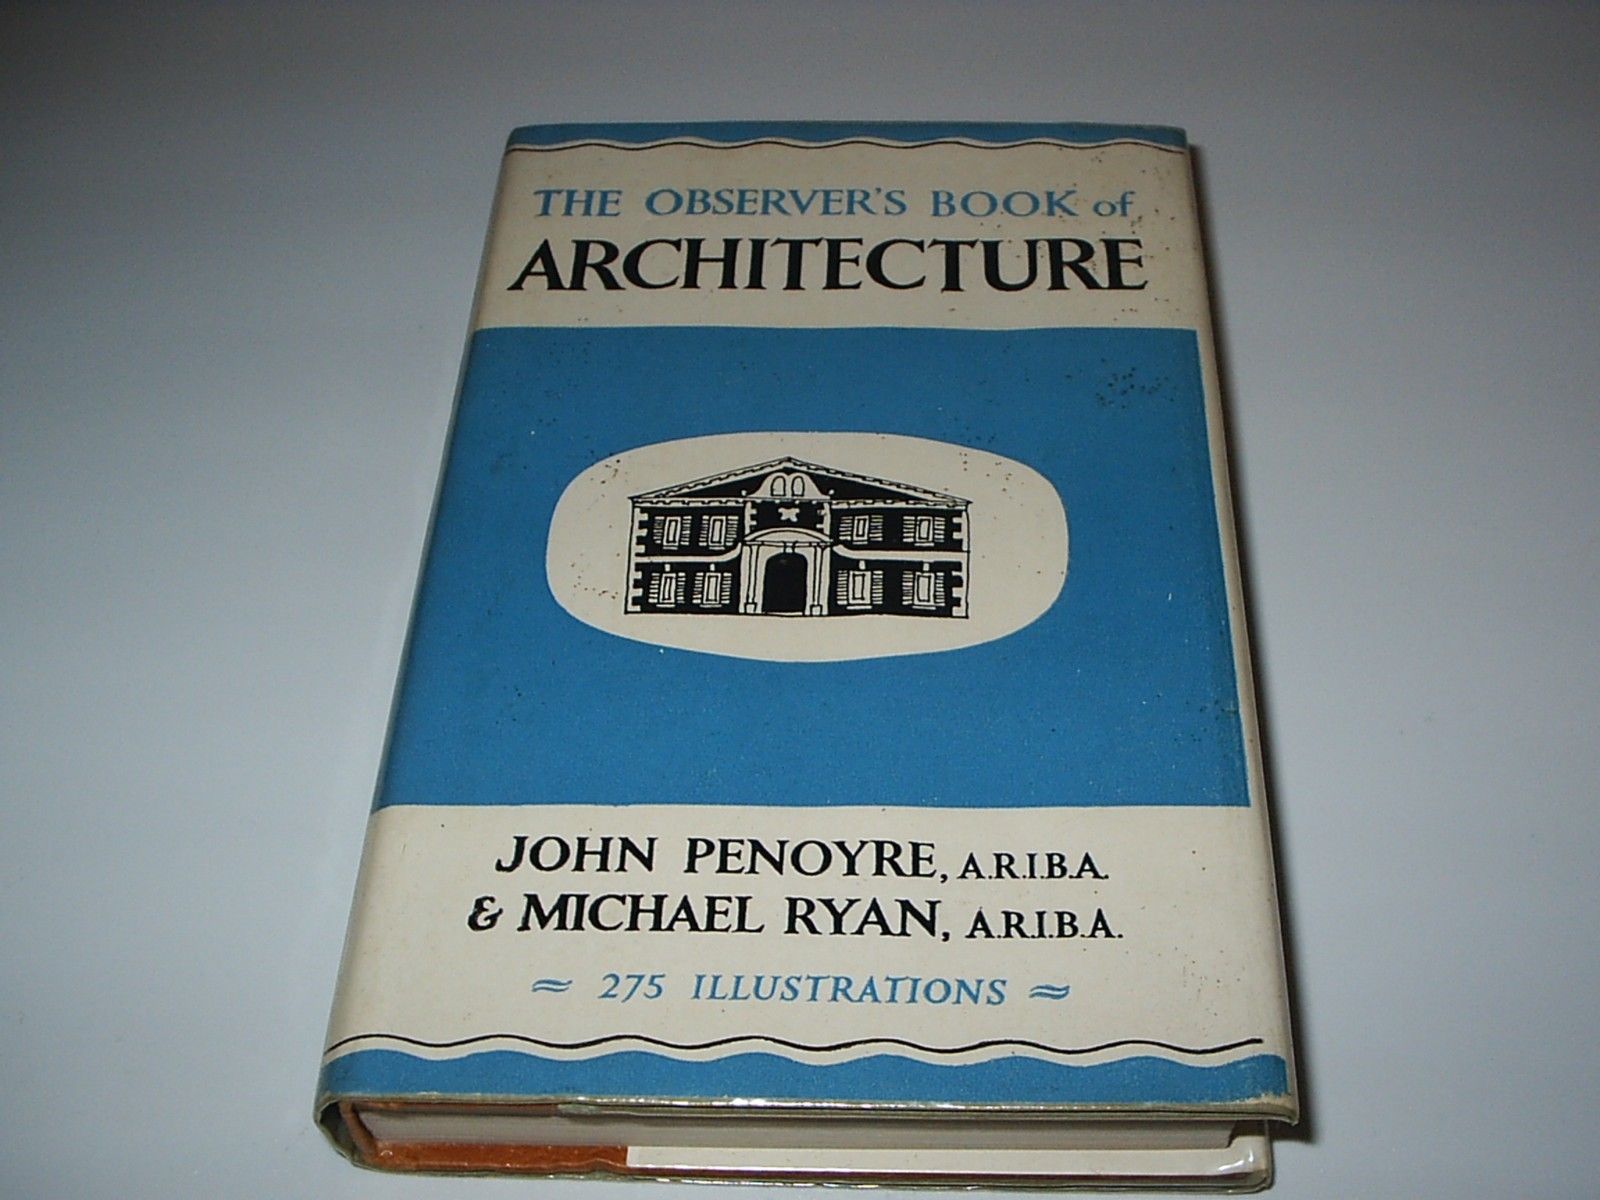 THE OBSERVER'S BOOK of
ARCHITECTURE
JOHN PENOYRE, A.R.I.B.A.
& MICHAEL RYAN, A.R.I.B.A.
≈ 275 ILLUSTRATIONS ≈